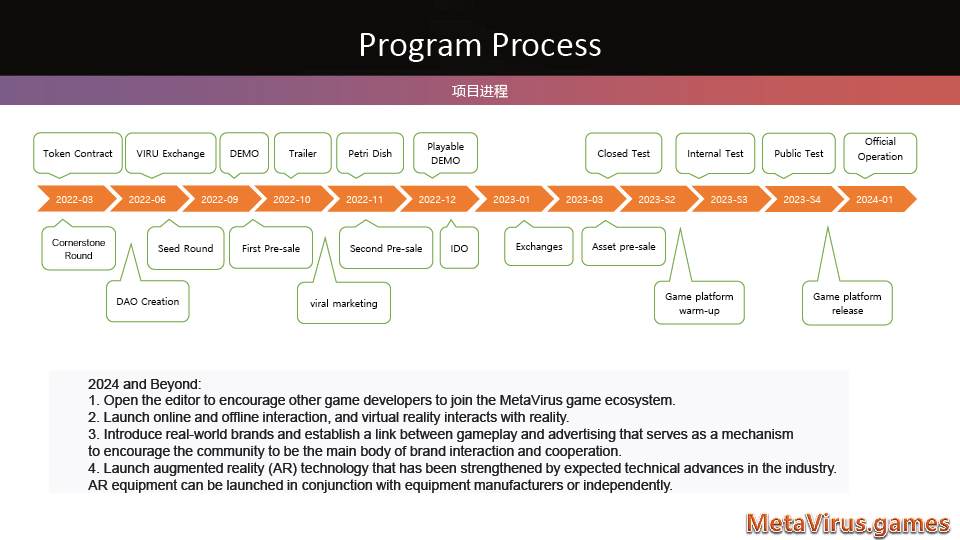 Program Process
项目进程
Token Contract
VIRU Exchange
DEMO
Trailer
Petri Dish
Playable
DEMO
Closed Test
Internal Test
Public Test
Official
Operation
2022-03
2022-06
2022-09
2022-10
2022-11
2022-12
2023-01
2023-03
2023-S2
2023-S3
2023-S4
2024-01
Cornerstone
Round
Seed Round
First Pre-sale
Second Pre-sale
IDO
Exchanges
Asset pre-sale
DAO Creation
viral marketing
Game platform
warm-up
Game platform
release
2024 and Beyond:
1. Open the editor to encourage other game developers to join the MetaVirus game ecosystem.
2. Launch online and offline interaction, and virtual reality interacts with reality.
3. Introduce real-world brands and establish a link between gameplay and advertising that serves as a mechanism
to encourage the community to be the main body of brand interaction and cooperation.
4. Launch augmented reality (AR) technology that has been strengthened by expected technical advances in the industry.
AR equipment can be launched in conjunction with equipment manufacturers or independently.
MetaVirus.games